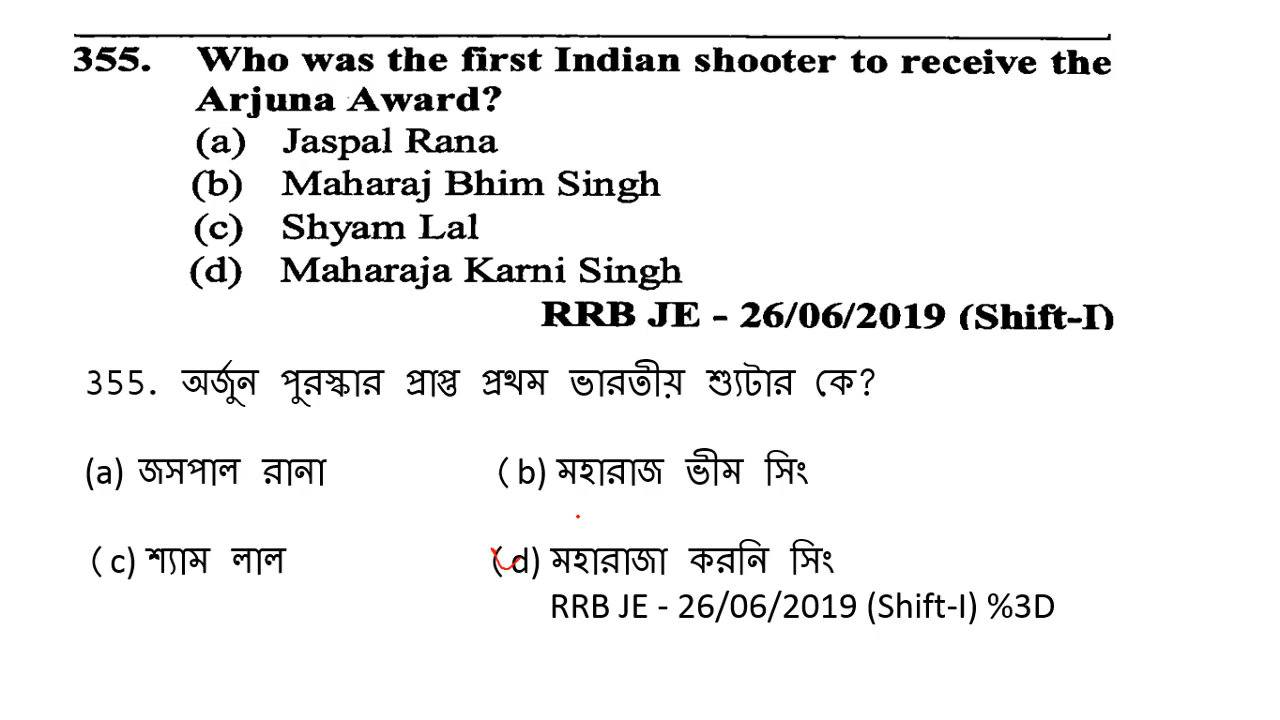 355. Who was the first Indian shooter to receive the
Arjuna Award?
(a) Jaspal Rana
(b) Maharaj Bhim Singh
(c) Shyam Lal
(d) Maharaja Karni Singh
RRB JE - 26/06/2019 (Shift-I)
355. অর্জুন পুরস্কার প্রাপ্ত প্রথম ভারতীয় শ্যুটার কে?
(a) জসপাল রানা (b) মহারাজ ভীম সিং
(c) শ্যাম লাল (d) মহারাজা করনি সিং
RRB JE - 26/06/2019 (Shift-I) %3D